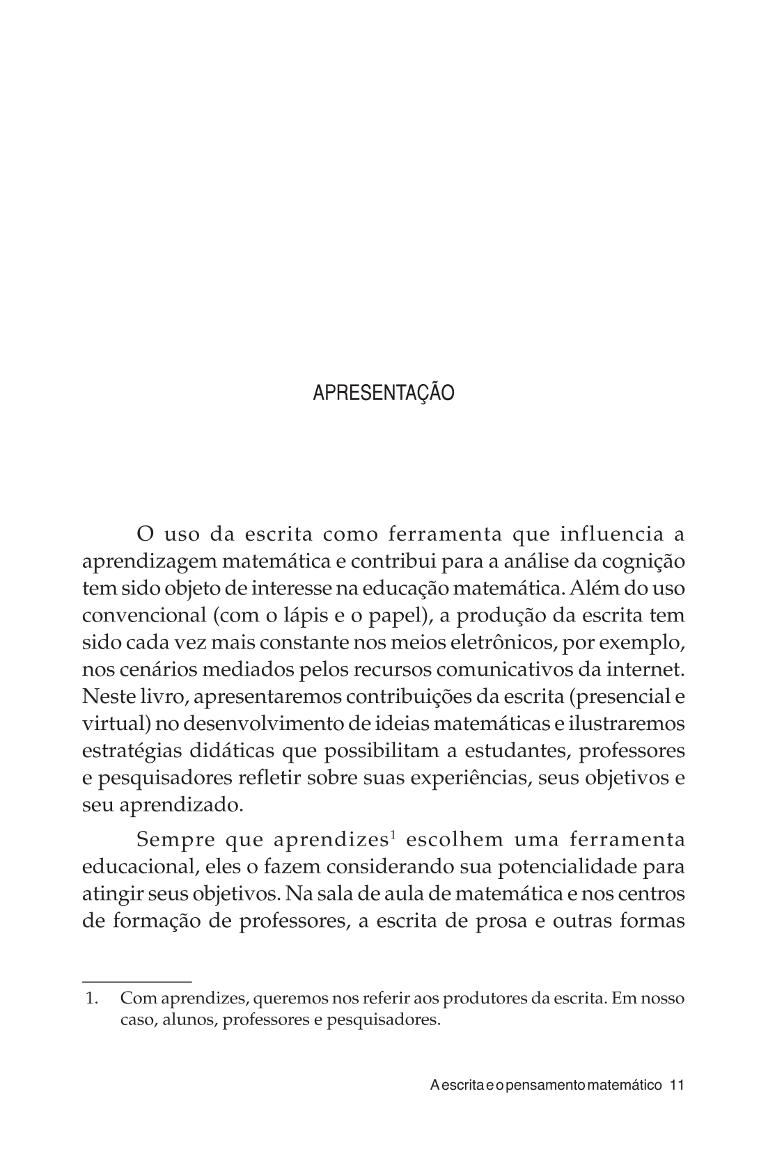 APRESENTAÇÃO
O uso da escrita como ferramenta que influencia a
aprendizagem matemática e contribui para a análise da cognição
tem sido objeto de interesse na educação matemática. Além do uso
convencional (com o lápis e o papel), a produção da escrita tem
sido cada vez mais constante nos meios eletrônicos, por exemplo,
nos cenários mediados pelos recursos comunicativos da internet.
Neste livro, apresentaremos contribuições da escrita (presencial e
virtual) no desenvolvimento de ideias matemáticas e ilustraremos
estratégias didáticas que possibilitam a estudantes, professores
e pesquisadores refletir sobre suas experiências, seus objetivos e
seu aprendizado.
Sempre que aprendizes¹ escolhem uma ferramenta
educacional, eles o fazem considerando sua potencialidade para
atingir seus objetivos. Na sala de aula de matemática e nos centros
de formação de professores, a escrita de prosa e outras formas
1. Com aprendizes, queremos nos referir aos produtores da escrita. Em nosso
caso, alunos, professores e pesquisadores.
A escrita e o pensamento matemático 11